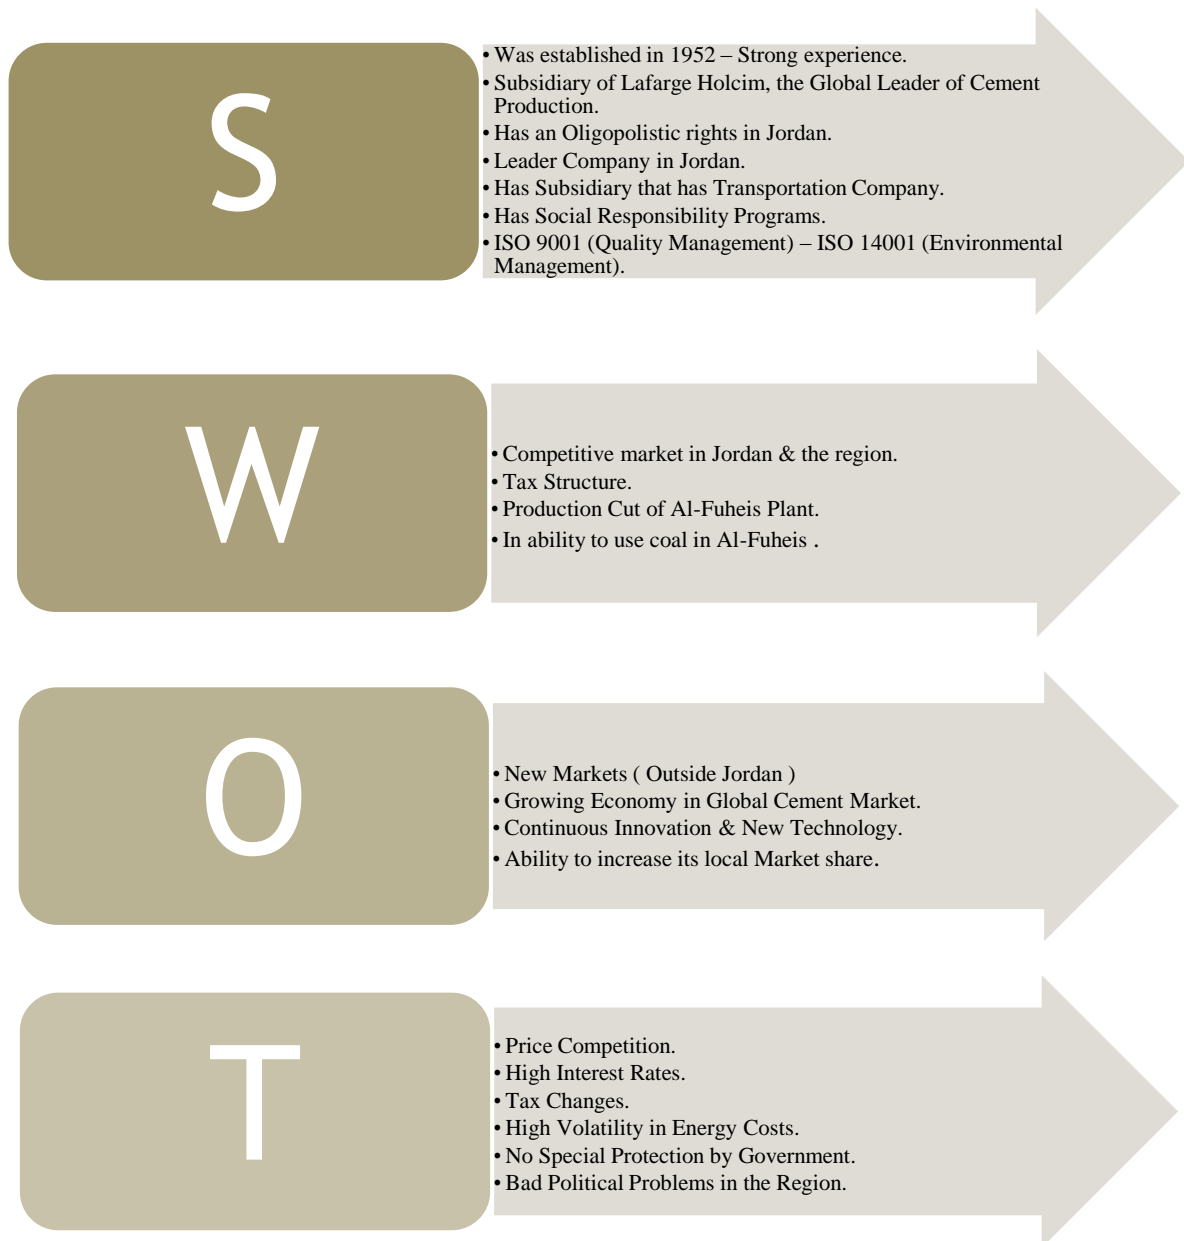 S
• Was established in 1952 – Strong experience.
• Subsidiary of Lafarge Holcim, the Global Leader of Cement
Production.
• Has an Oligopolistic rights in Jordan.
• Leader Company in Jordan.
• Has Subsidiary that has Transportation Company.
• Has Social Responsibility Programs.
• ISO 9001 (Quality Management) – ISO 14001 (Environmental
Management).
W
• Competitive market in Jordan & the region.
• Tax Structure.
• Production Cut of Al-Fuheis Plant.
• In ability to use coal in Al-Fuheis .
O
• New Markets ( Outside Jordan )
• Growing Economy in Global Cement Market.
• Continuous Innovation & New Technology.
• Ability to increase its local Market share.
T
• Price Competition.
• High Interest Rates.
• Tax Changes.
• High Volatility in Energy Costs.
• No Special Protection by Government.
• Bad Political Problems in the Region.